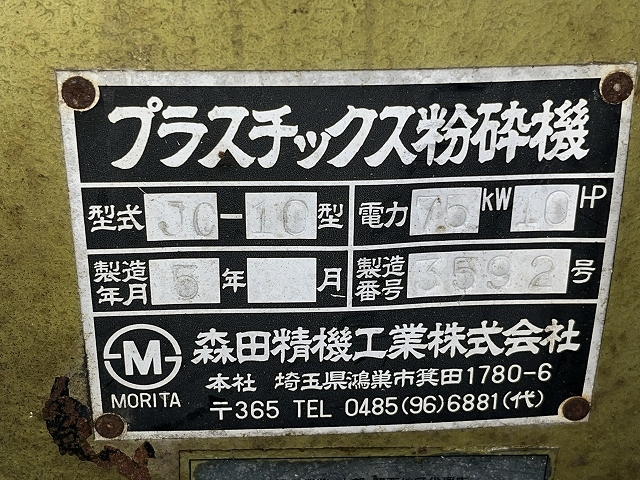 プラスチックス粉砕機
型式 JC-10 型 電力 75 kW 10 HP
製造年月 5 年 月 製造番号 3592 号
M 森田精機工業株式会社
MORITA 本社 埼玉県鴻巣市箕田1780-6
〒365 TEL 0485(96)6881(代)